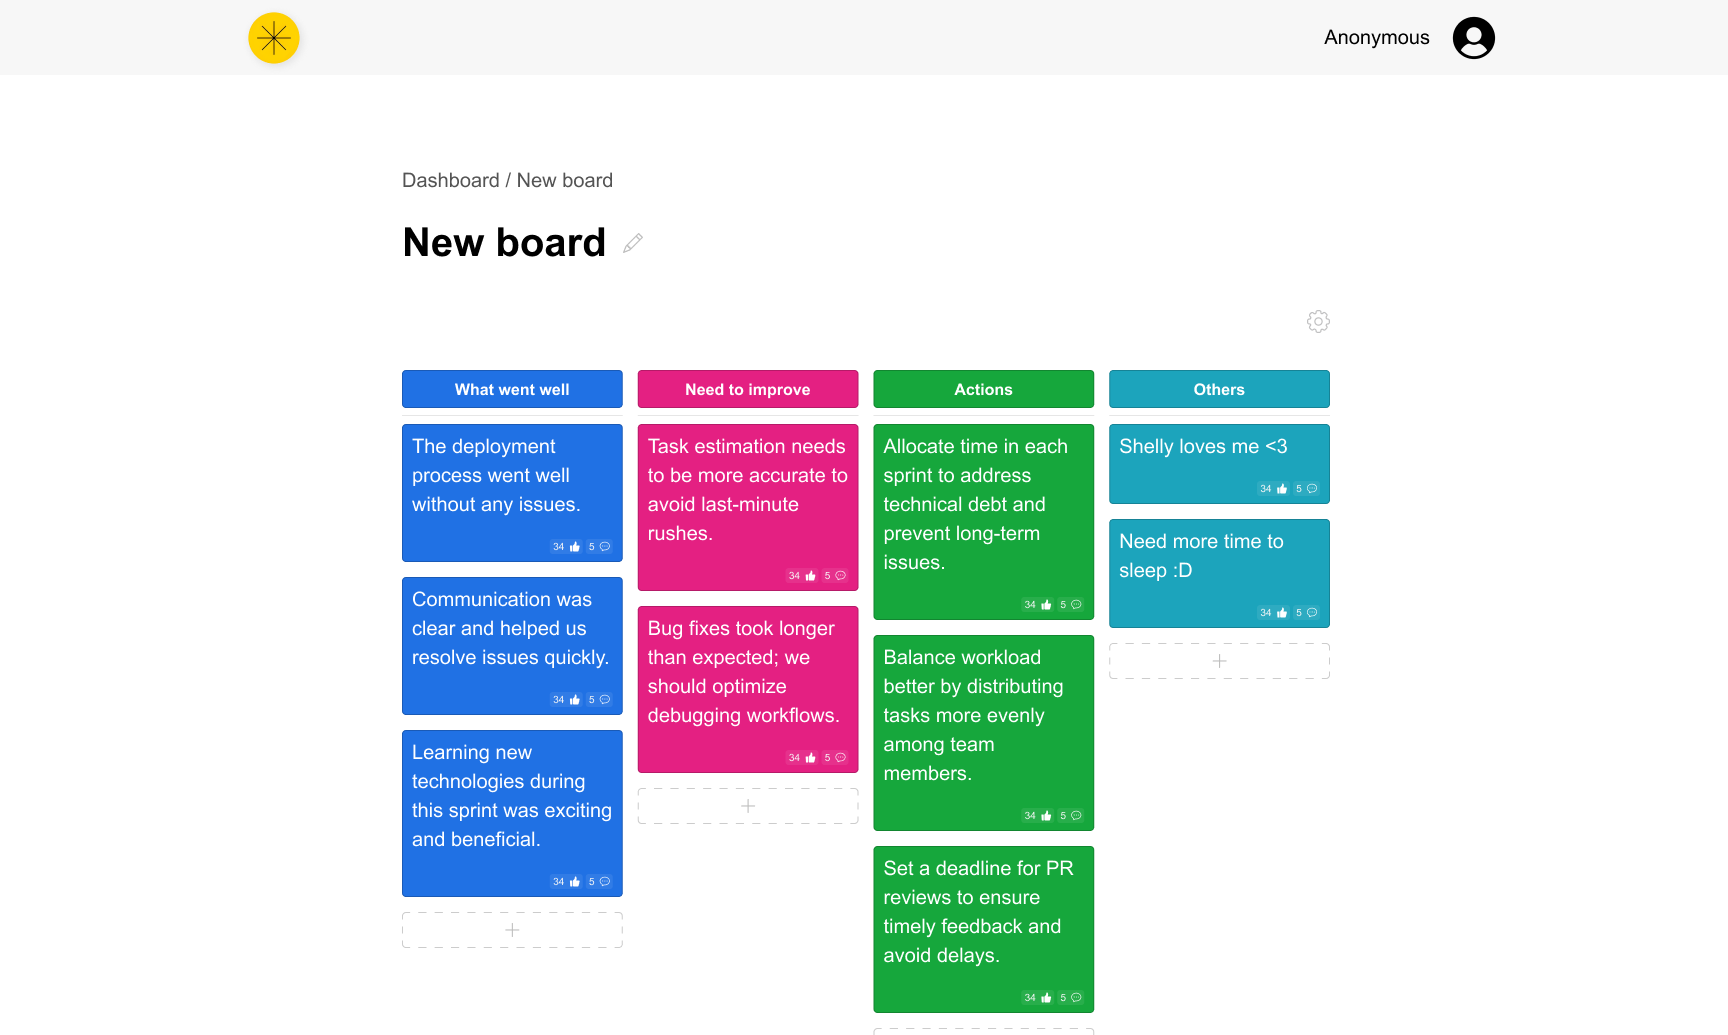 Anonymous
Dashboard / New board
New board
What went well
The deployment
process went well
without any issues.
34 5
Communication was
clear and helped us
resolve issues quickly.
34 5
Learning new
technologies during
this sprint was exciting
and beneficial.
34 5
Need to improve
Task estimation needs
to be more accurate to
avoid last-minute
rushes.
34 5
Bug fixes took longer
than expected; we
should optimize
debugging workflows.
34 5
Actions
Allocate time in each
sprint to address
technical debt and
prevent long-term
issues.
34 5
Balance workload
better by distributing
tasks more evenly
among team
members.
34 5
Set a deadline for PR
reviews to ensure
timely feedback and
avoid delays.
34 5
Others
Shelly loves me <3
34 5
Need more time to
sleep :D
34 5